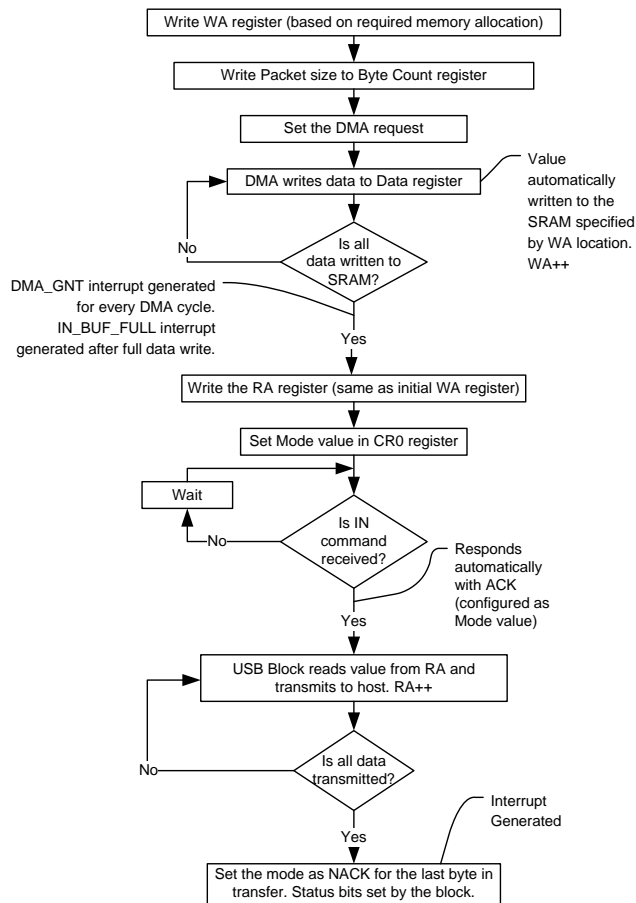 Write WA register (based on required memory allocation)
Write Packet size to Byte Count register
Set the DMA request
DMA writes data to Data register
Value
automatically
written to the
SRAM specified
by WA location.
WA++
No
Is all
data written to
SRAM?
DMA_GNT interrupt generated
for every DMA cycle.
IN_BUF_FULL interrupt
generated after full data write.
Yes
Write the RA register (same as initial WA register)
Set Mode value in CR0 register
Wait
Is IN
command
received?
No
Responds
automatically
with ACK
(configured as
Mode value)
Yes
USB Block reads value from RA and
transmits to host. RA++
Is all data
transmitted?
No
Interrupt
Generated
Yes
Set the mode as NACK for the last byte in
transfer. Status bits set by the block.